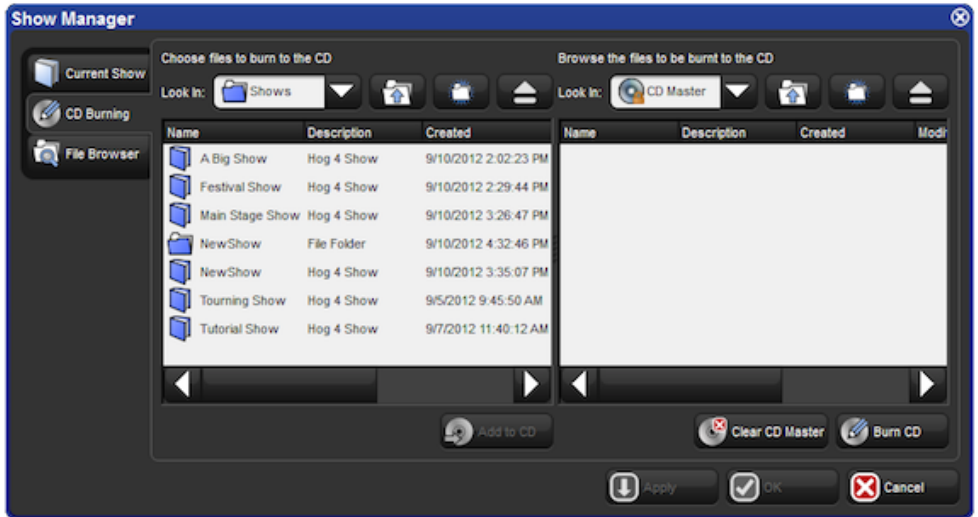 Show Manager
Current Show
CD Burning
File Browser
Choose files to burn to the CD
Look In: Shows
Name Description Created
A Big Show Hog 4 Show 9/10/2012 2:02:23 PM
Festival Show Hog 4 Show 9/10/2012 2:29:44 PM
Main Stage Show Hog 4 Show 9/10/2012 3:26:47 PM
NewShow File Folder 9/10/2012 4:32:46 PM
NewShow Hog 4 Show 9/10/2012 3:35:07 PM
Tourning Show Hog 4 Show 9/5/2012 9:45:50 AM
Tutorial Show Hog 4 Show 9/7/2012 11:40:12 AM
Add to CD
Browse the files to be burnt to the CD
Look In: CD Master
Name Description Created Modif
Clear CD Master Burn CD
Apply OK Cancel